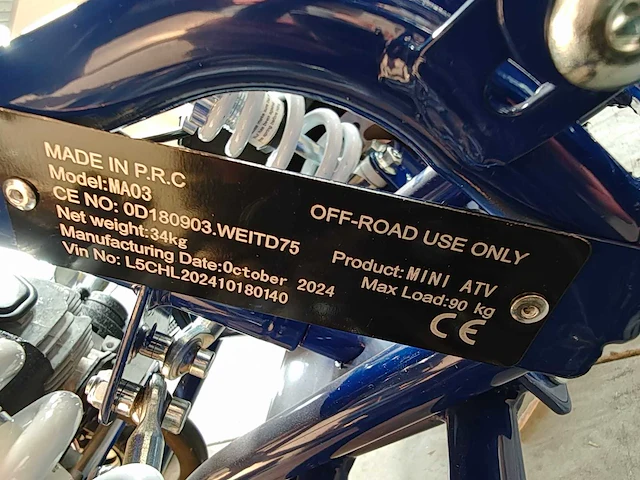 MADE IN P.R.C
Model:MA03
CE NO: 0D180903.WEITD75
Net weight:34kg
Manufacturing Date:October 2024
Vin No: L5CHL202410180140
OFF-ROAD USE ONLY
Product:MINI ATV
Max Load:90 kg
CE